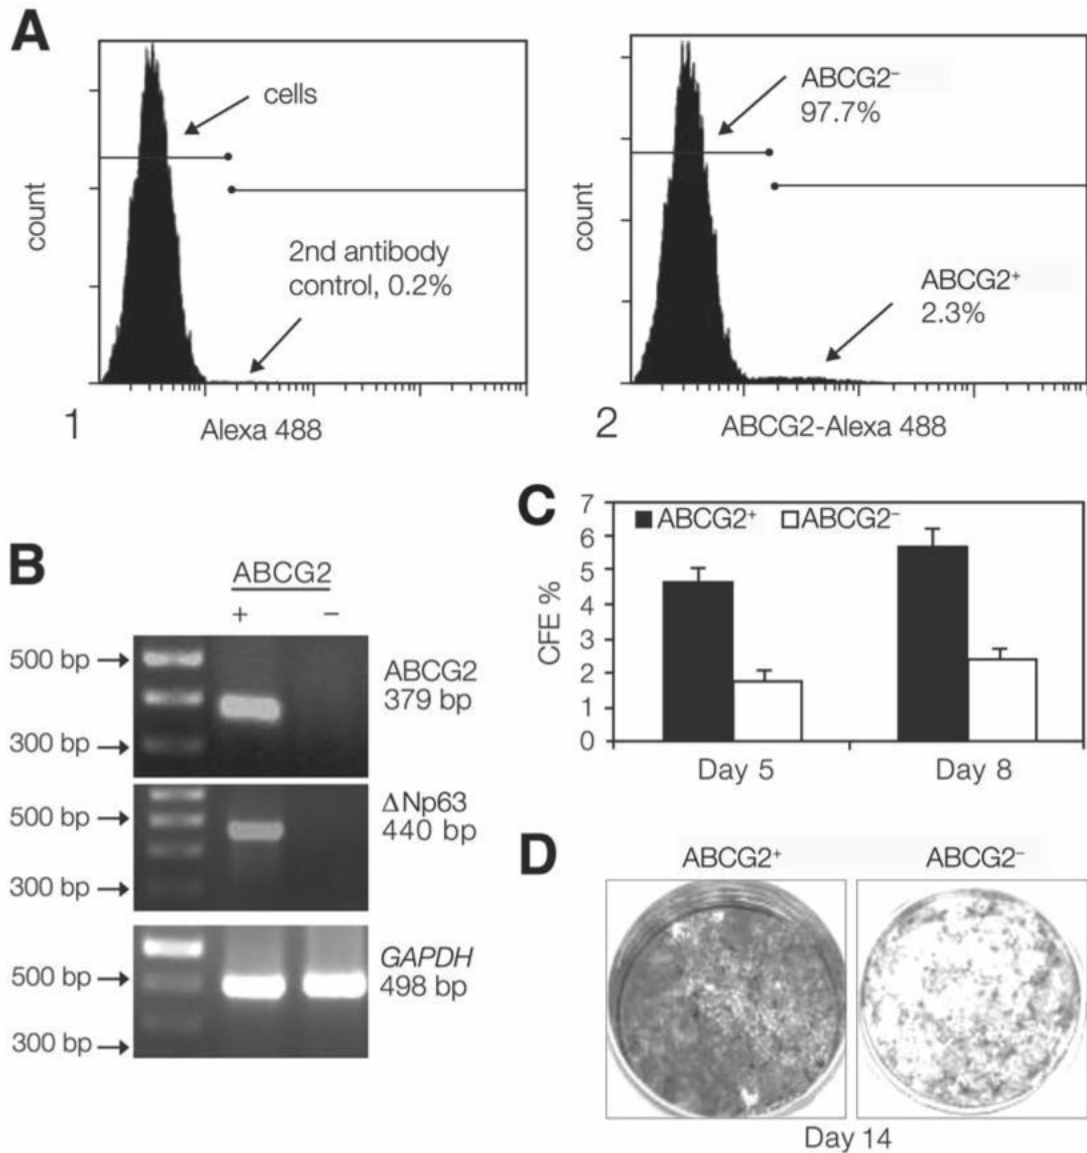 A
count
cells
2nd antibody
control, 0.2%
1
Alexa 488
count
ABCG2⁻
97.7%
ABCG2⁺
2.3%
2
ABCG2-Alexa 488
B
ABCG2
+ −
500 bp
300 bp
ABCG2
379 bp
500 bp
300 bp
ΔNp63
440 bp
500 bp
300 bp
GAPDH
498 bp
C
CFE %
7
6
5
4
3
2
1
0
ABCG2⁺ ABCG2⁻
Day 5 Day 8
D
ABCG2⁺ ABCG2⁻
Day 14